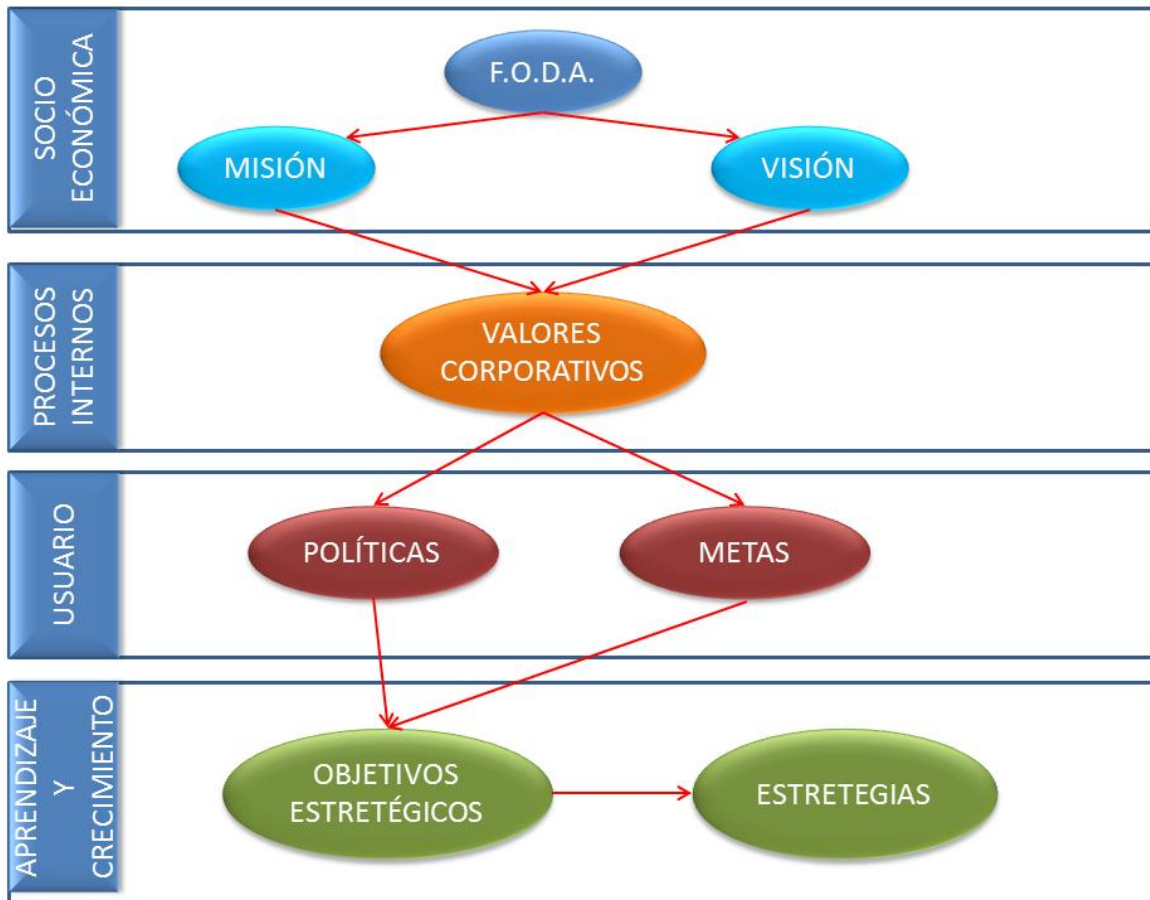 SOCIO
ECONÓMICA
F.O.D.A.
MISIÓN
VISIÓN
PROCESOS
INTERNOS
VALORES
CORPORATIVOS
USUARIO
POLÍTICAS
METAS
APRENDIZAJE
Y
CRECIMIENTO
OBJETIVOS
ESTRETÉGICOS
ESTRETEGIAS